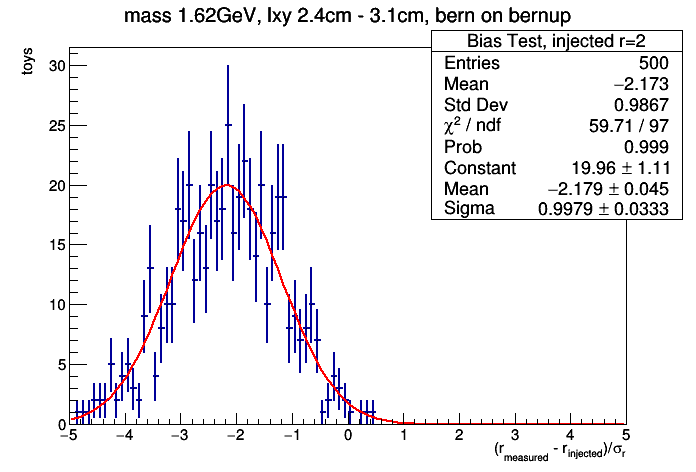 mass 1.62GeV, lxy 2.4cm - 3.1cm, bern on bernup
Bias Test, injected r=2
Entries 500
Mean −2.173
Std Dev 0.9867
χ² / ndf 59.71 / 97
Prob 0.999
Constant 19.96 ± 1.11
Mean −2.179 ± 0.045
Sigma 0.9979 ± 0.0333
toys
30
25
20
15
10
5
0
−5 −4 −3 −2 −1 0 1 2 3 4 5
(r_measured - r_injected)/σ_r